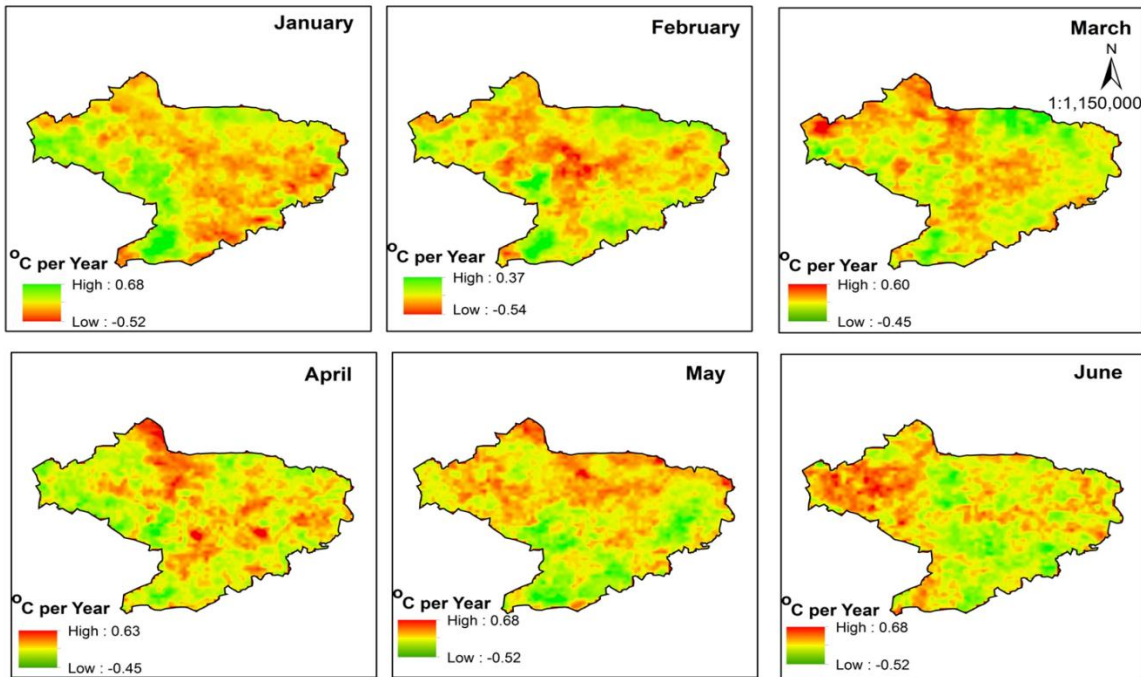 January
°C per Year
High : 0.68
Low : -0.52
February
°C per Year
High : 0.37
Low : -0.54
March
N
1:1,150,000
°C per Year
High : 0.60
Low : -0.45
April
°C per Year
High : 0.63
Low : -0.45
May
°C per Year
High : 0.68
Low : -0.52
June
°C per Year
High : 0.68
Low : -0.52